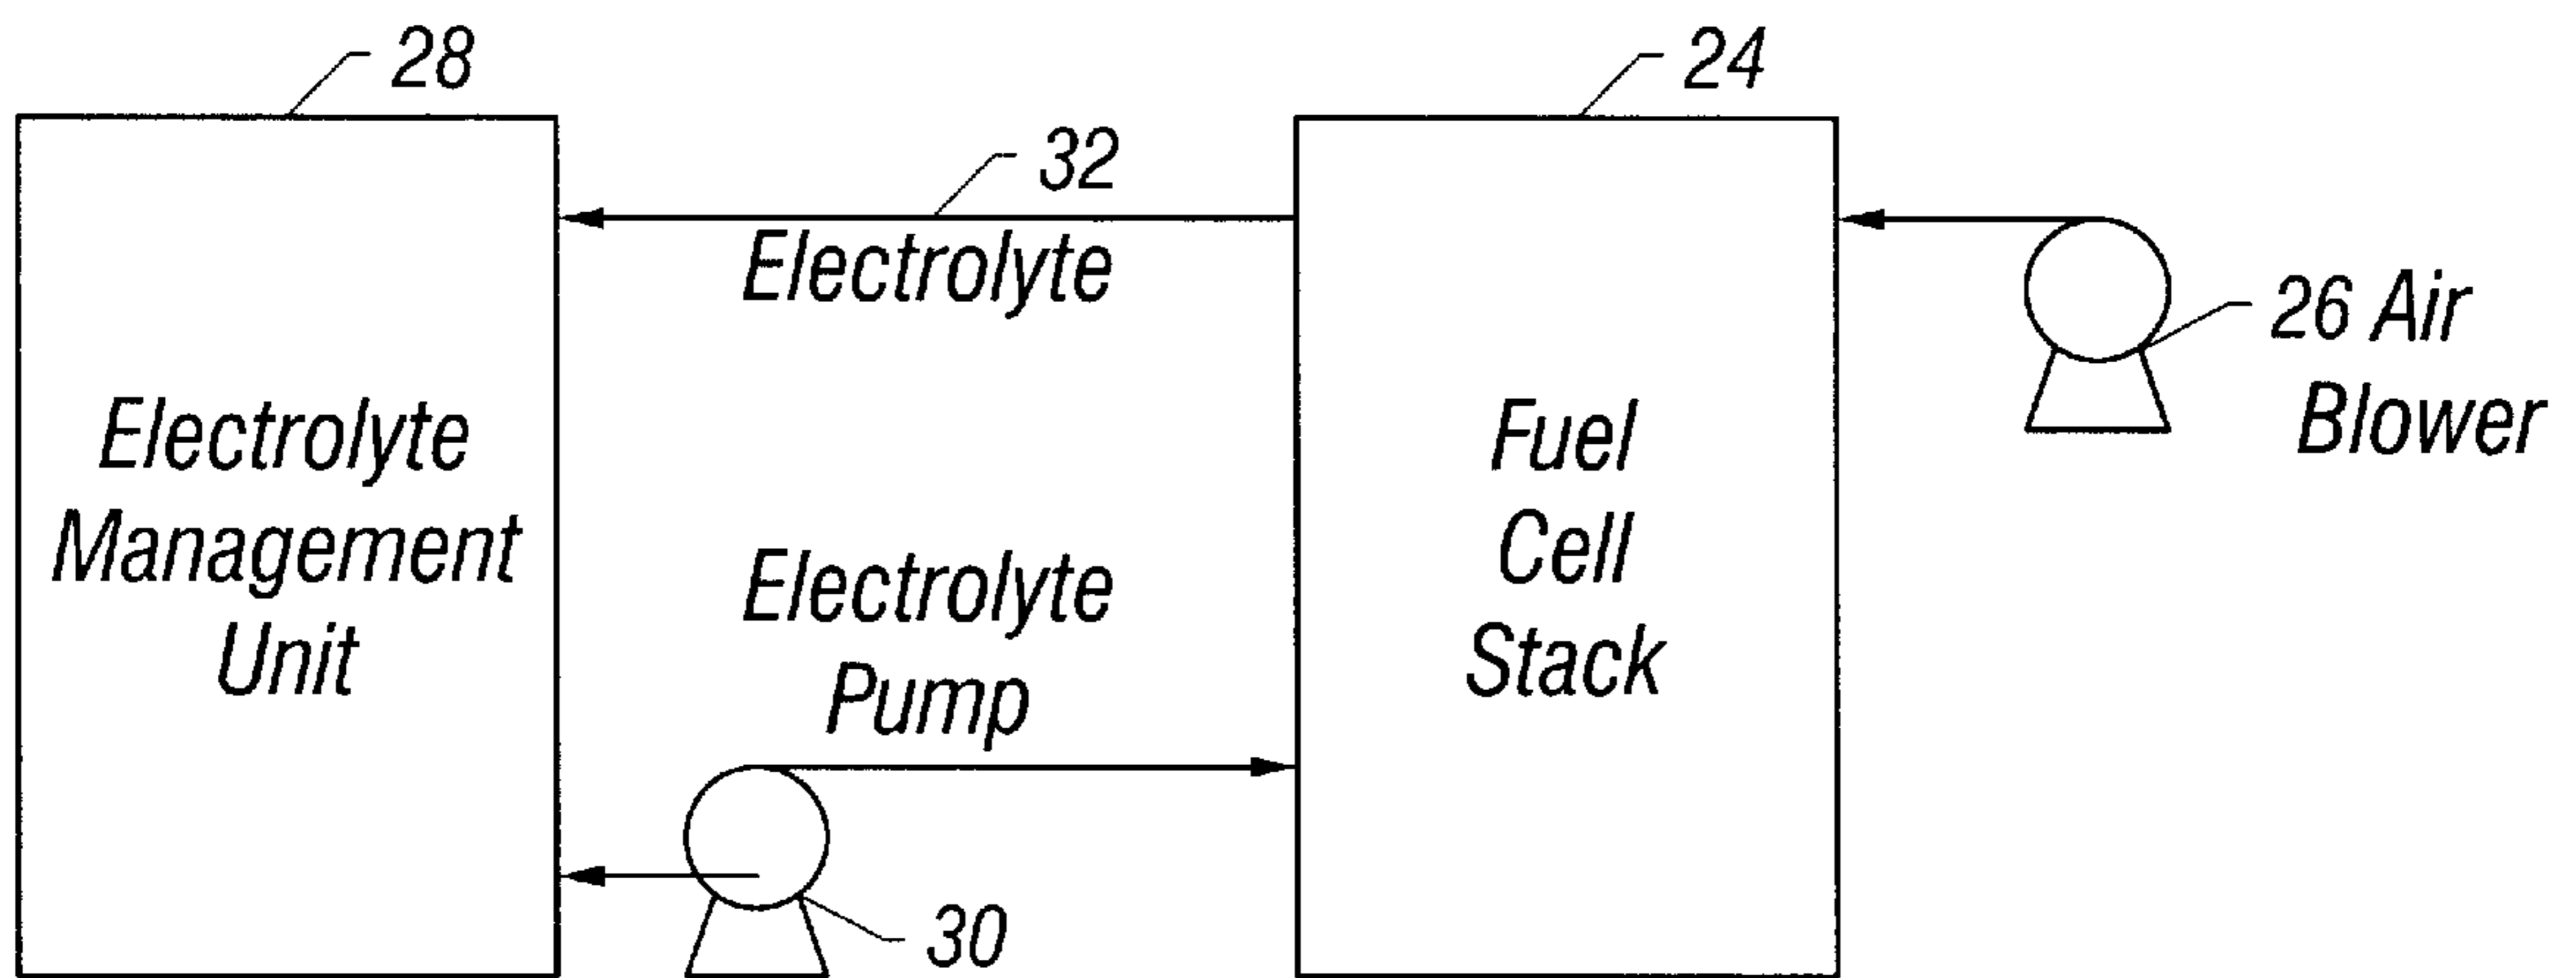 28
24
32
Electrolyte
26 Air
Blower
Electrolyte
Management
Unit
Electrolyte
Pump
Fuel
Cell
Stack
30